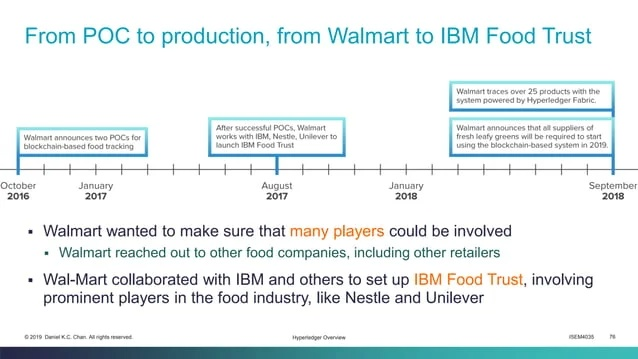 From POC to production, from Walmart to IBM Food Trust
Walmart traces over 25 products with the
system powered by Hyperledger Fabric.
Walmart announces two POCs for
blockchain-based food tracking
After successful POCs, Walmart
works with IBM, Nestle, Unilever to
launch IBM Food Trust
Walmart announces that all suppliers of
fresh leafy greens will be required to start
using the blockchain-based system in 2019.
October
2016
January
2017
August
2017
January
2018
September
2018
▪ Walmart wanted to make sure that many players could be involved
▪ Walmart reached out to other food companies, including other retailers
▪ Wal-Mart collaborated with IBM and others to set up IBM Food Trust, involving
prominent players in the food industry, like Nestle and Unilever
© 2019 Daniel K.C. Chan. All rights reserved.
Hyperledger Overview
ISEM4035
76